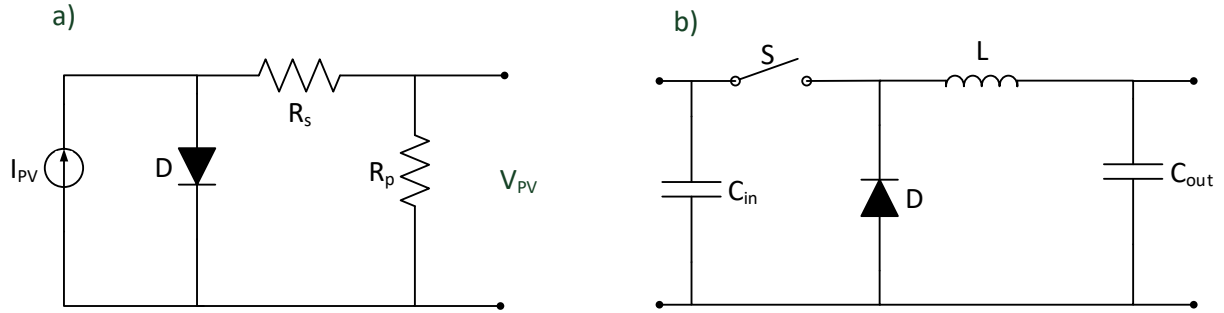 a)
R_s
I_PV
D
R_p
V_PV
b)
S
L
C_in
D
C_out